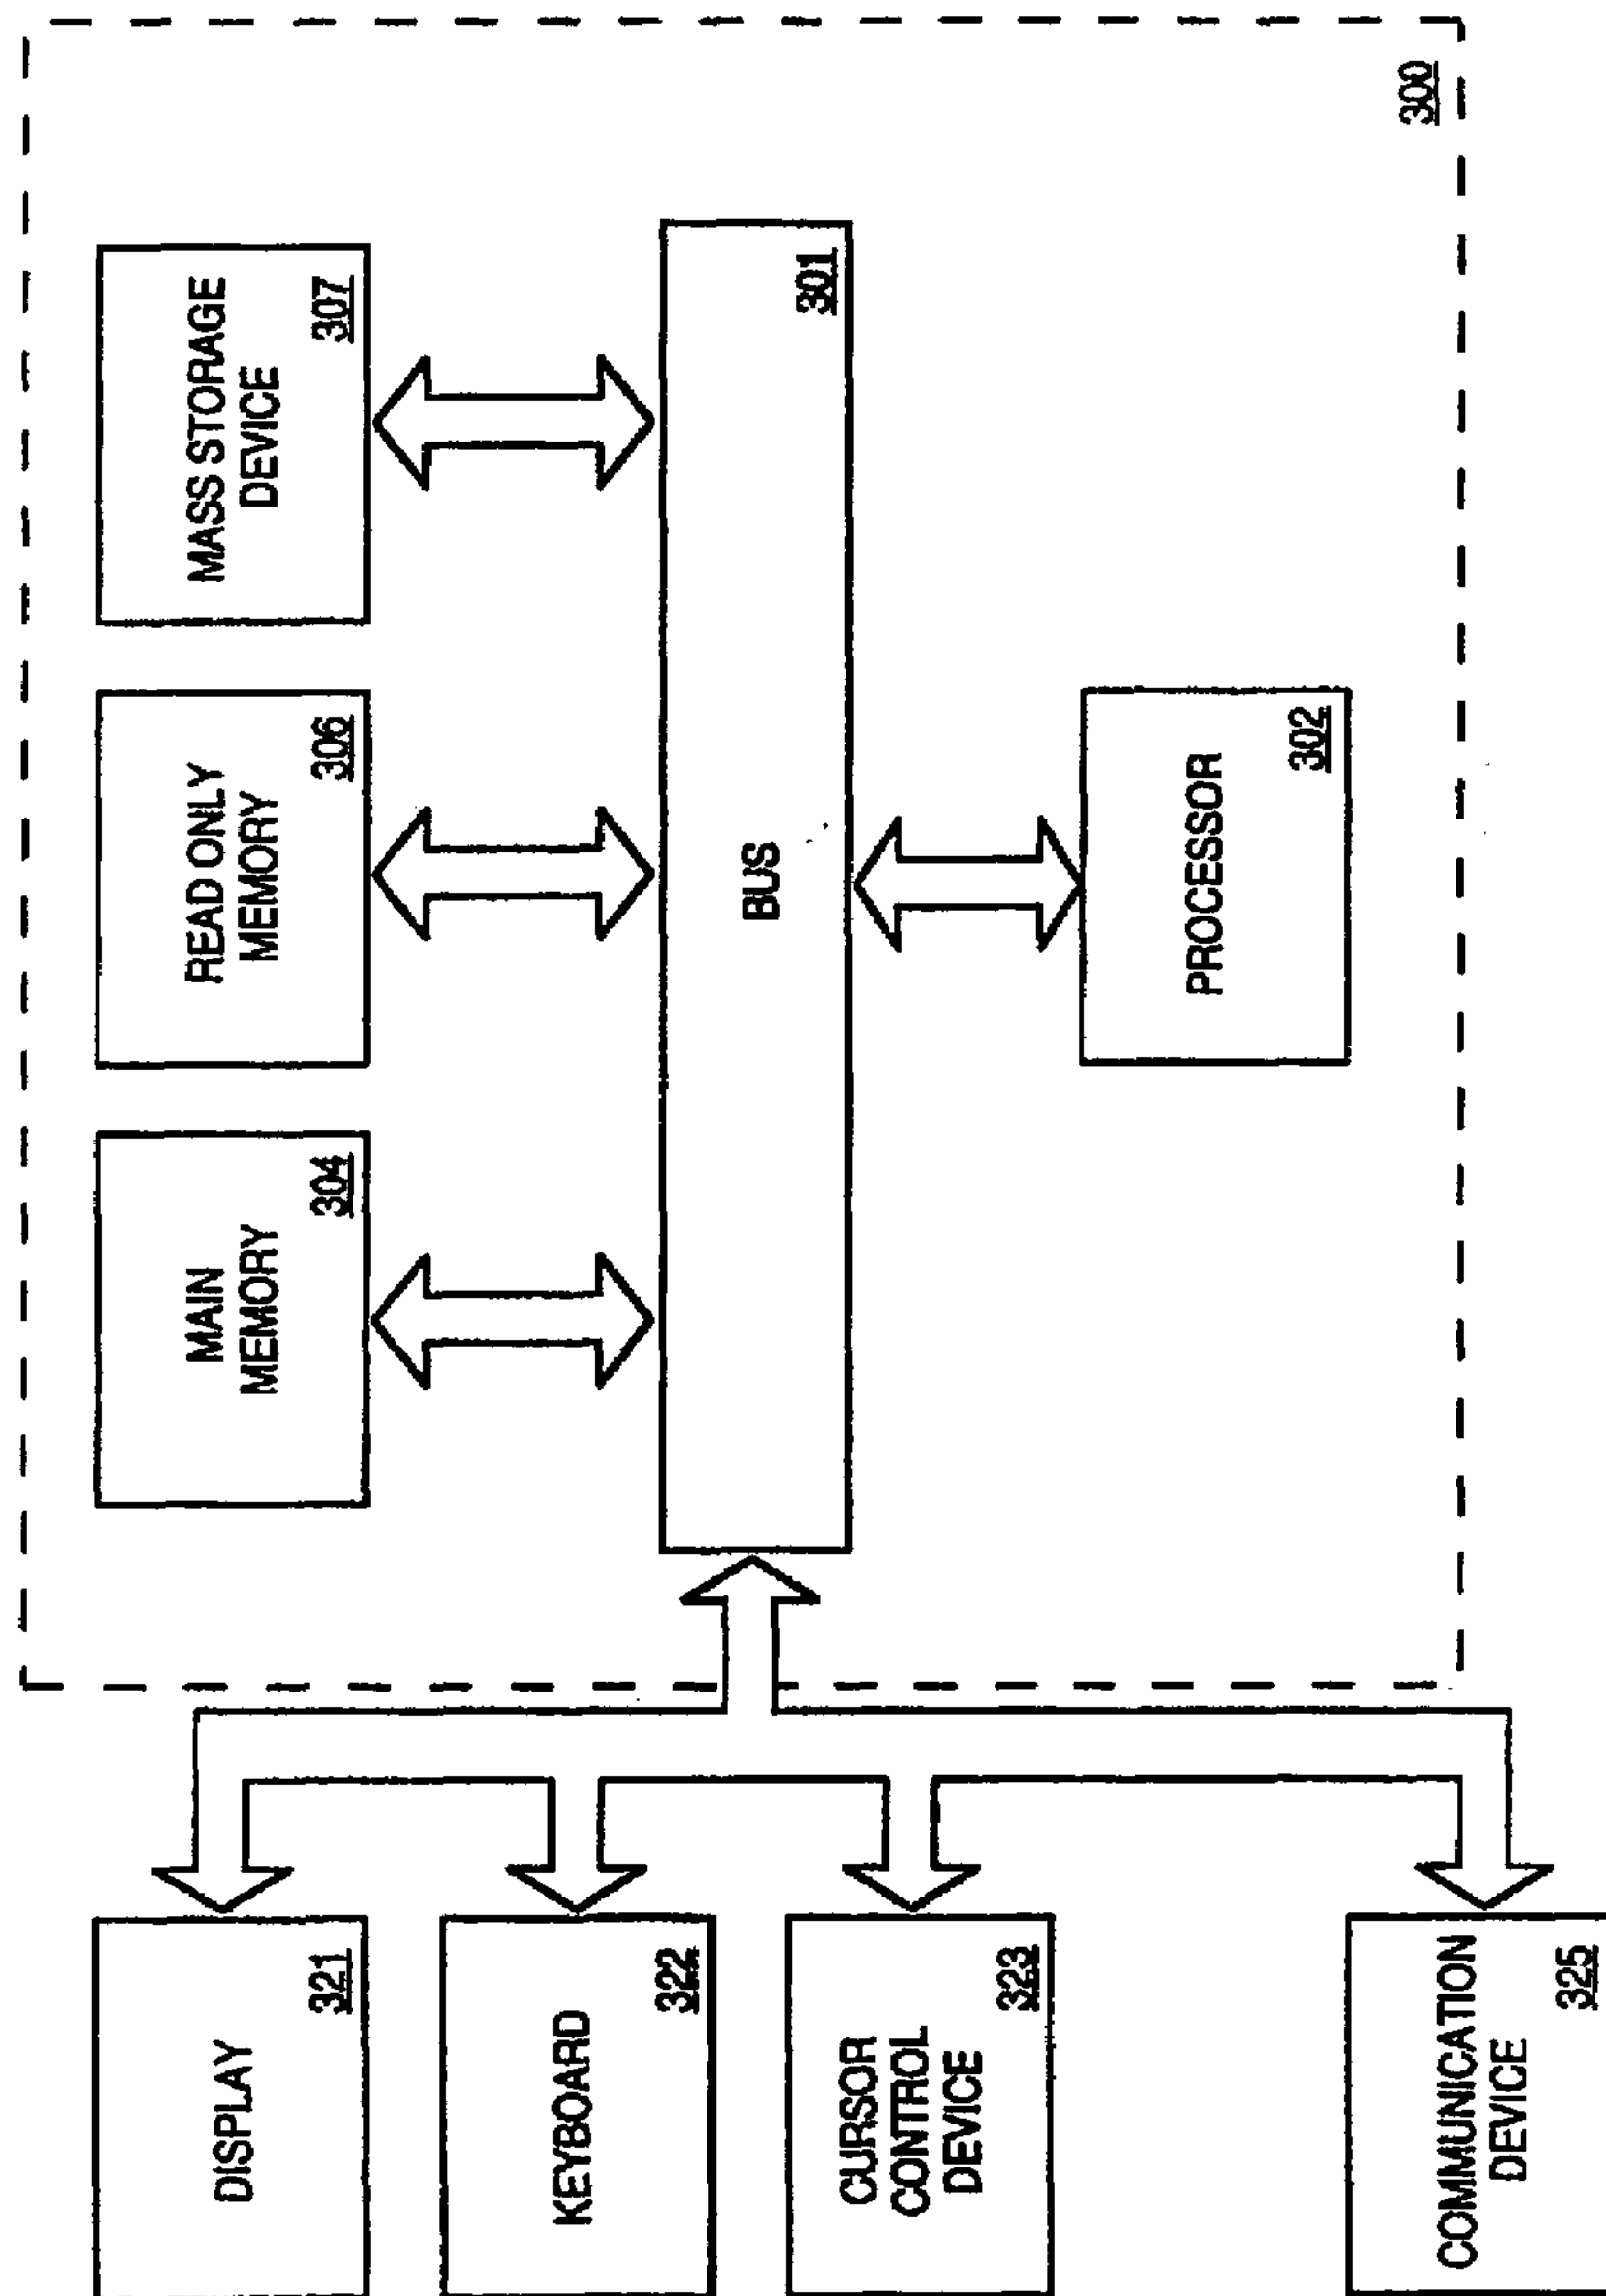 DISPLAY
321
KEYBOARD
322
CURSOR
CONTROL
DEVICE
323
COMMUNICATION
DEVICE
325
MAIN
MEMORY
304
READ ONLY
MEMORY
306
MASS STORAGE
DEVICE
307
BUS
301
PROCESSOR
302
300